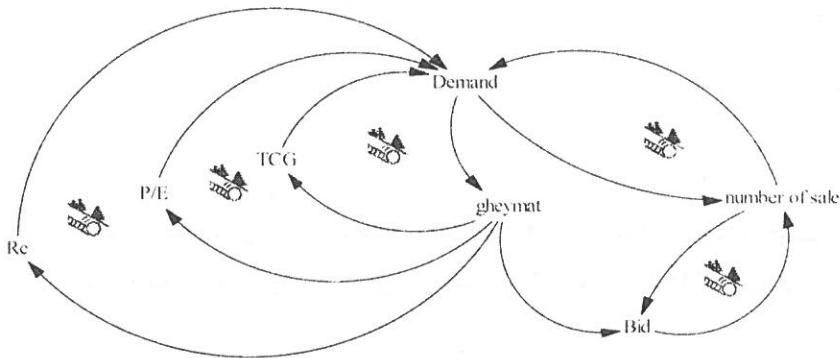 Demand
TCG
P/E
gheymat
number of sale
Re
Bid